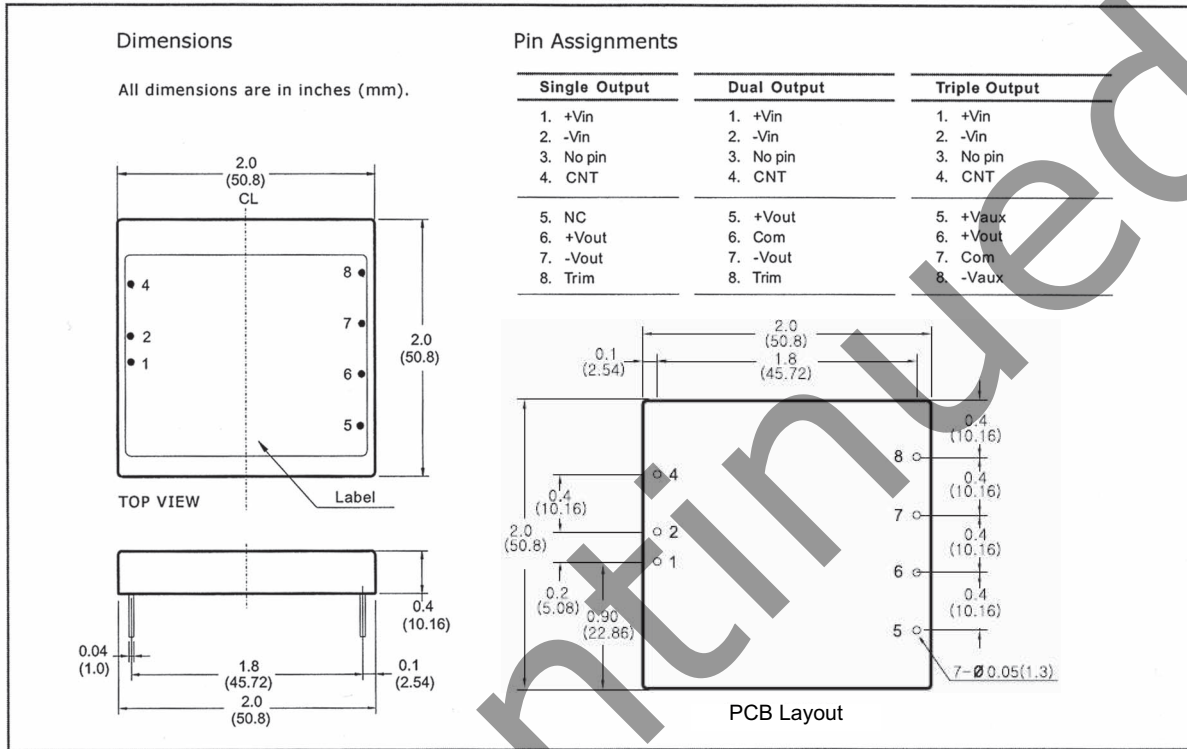 Dimensions
All dimensions are in inches (mm).
2.0
(50.8)
CL
4
2
1
8
7
6
5
2.0
(50.8)
TOP VIEW
Label
0.4
(10.16)
0.04
(1.0)
1.8
(45.72)
0.1
(2.54)
2.0
(50.8)
Pin Assignments
Single Output
1. +Vin
2. -Vin
3. No pin
4. CNT
5. NC
6. +Vout
7. -Vout
8. Trim
Dual Output
1. +Vin
2. -Vin
3. No pin
4. CNT
5. +Vout
6. Com
7. -Vout
8. Trim
Triple Output
1. +Vin
2. -Vin
3. No pin
4. CNT
5. +Vaux
6. +Vout
7. Com
8. -Vaux
2.0
(50.8)
0.1
(2.54)
1.8
(45.72)
0.4
(10.16)
8
0.4
(10.16)
7
0.4
(10.16)
6
0.4
(10.16)
5
4
0.4
(10.16)
2
2.0
(50.8)
1
0.2
(5.08)
0.90
(22.86)
7-Ø 0.05(1.3)
PCB Layout
ntinued